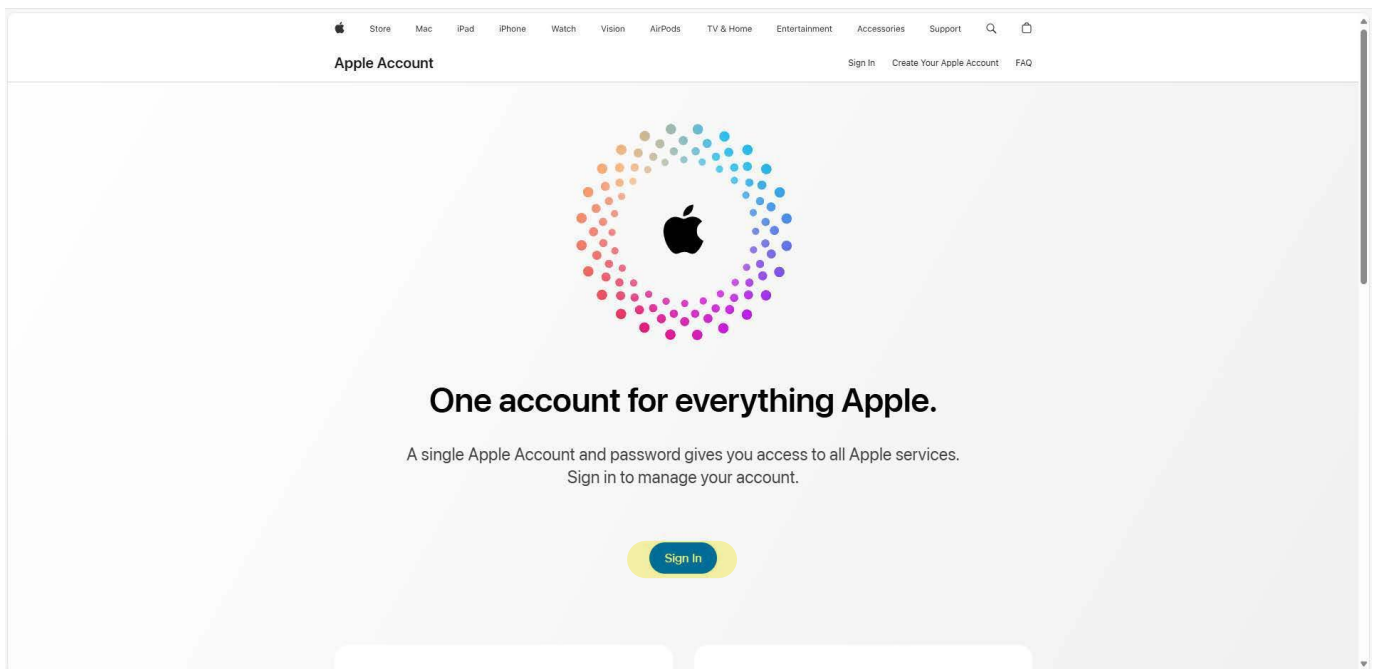 Store Mac iPad iPhone Watch Vision AirPods TV & Home Entertainment Accessories Support
Apple Account
Sign In Create Your Apple Account FAQ
One account for everything Apple.
A single Apple Account and password gives you access to all Apple services.
Sign in to manage your account.
Sign In